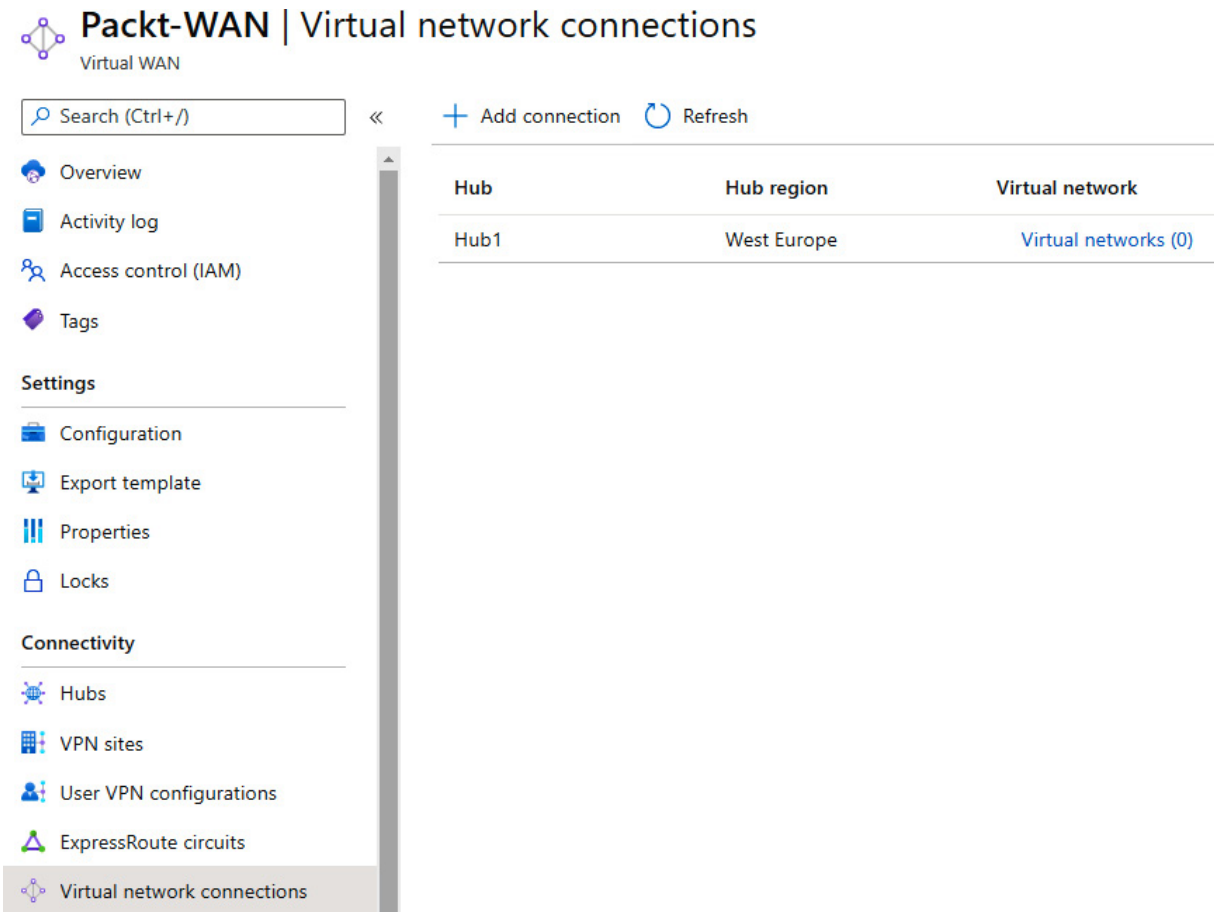 Packt-WAN | Virtual network connections
Virtual WAN
Search (Ctrl+/)
«
Overview
Activity log
Access control (IAM)
Tags
Settings
Configuration
Export template
Properties
Locks
Connectivity
Hubs
VPN sites
User VPN configurations
ExpressRoute circuits
Virtual network connections
Add connection Refresh
Hub Hub region Virtual network
Hub1 West Europe Virtual networks (0)